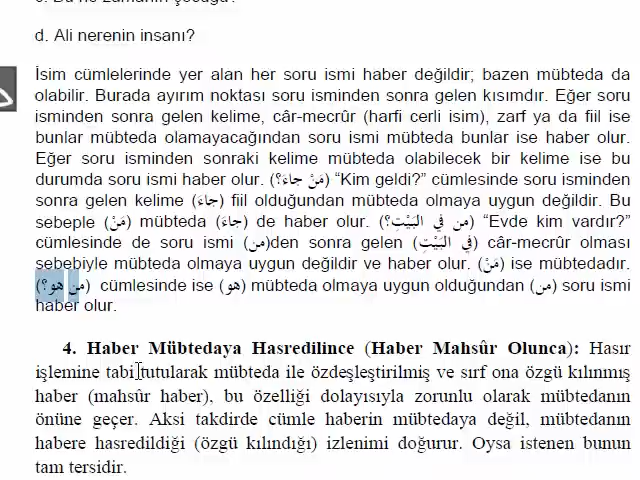 c. Bu ne zamanın çocuğu?
d. Ali nerenin insanı?
İsim cümlelerinde yer alan her soru ismi haber değildir; bazen mübteda da
olabilir. Burada ayırım noktası soru isminden sonra gelen kısımdır. Eğer soru
isminden sonra gelen kelime, câr-mecrûr (harfi cerli isim), zarf ya da fiil ise
bunlar mübteda olamayacağından soru ismi mübteda bunlar ise haber olur.
Eğer soru isminden sonraki kelime mübteda olabilecek bir kelime ise bu
durumda soru ismi haber olur. (مَنْ جاءَ؟) “Kim geldi?” cümlesinde soru isminden
sonra gelen kelime (جاءَ) fiil olduğundan mübteda olmaya uygun değildir. Bu
sebeple (مَنْ) mübteda (جاءَ) de haber olur. (من في البَيْتِ؟) “Evde kim vardır?”
cümlesinde de soru ismi (من)den sonra gelen (في البَيْتِ) câr-mecrûr olması
sebebiyle mübteda olmaya uygun değildir ve haber olur. (مَنْ) ise mübtedadır.
(من هو؟) cümlesinde ise (هو) mübteda olmaya uygun olduğundan (من) soru ismi
haber olur.
4. Haber Mübtedaya Hasredilince (Haber Mahsûr Olunca): Hasır
işlemine tabi tutularak mübteda ile özdeşleştirilmiş ve sırf ona özgü kılınmış
haber (mahsûr haber), bu özelliği dolayısıyla zorunlu olarak mübtedanın
önüne geçer. Aksi takdirde cümle haberin mübtedaya değil, mübtedanın
habere hasredildiği (özgü kılındığı) izlenimi doğurur. Oysa istenen bunun
tam tersidir.